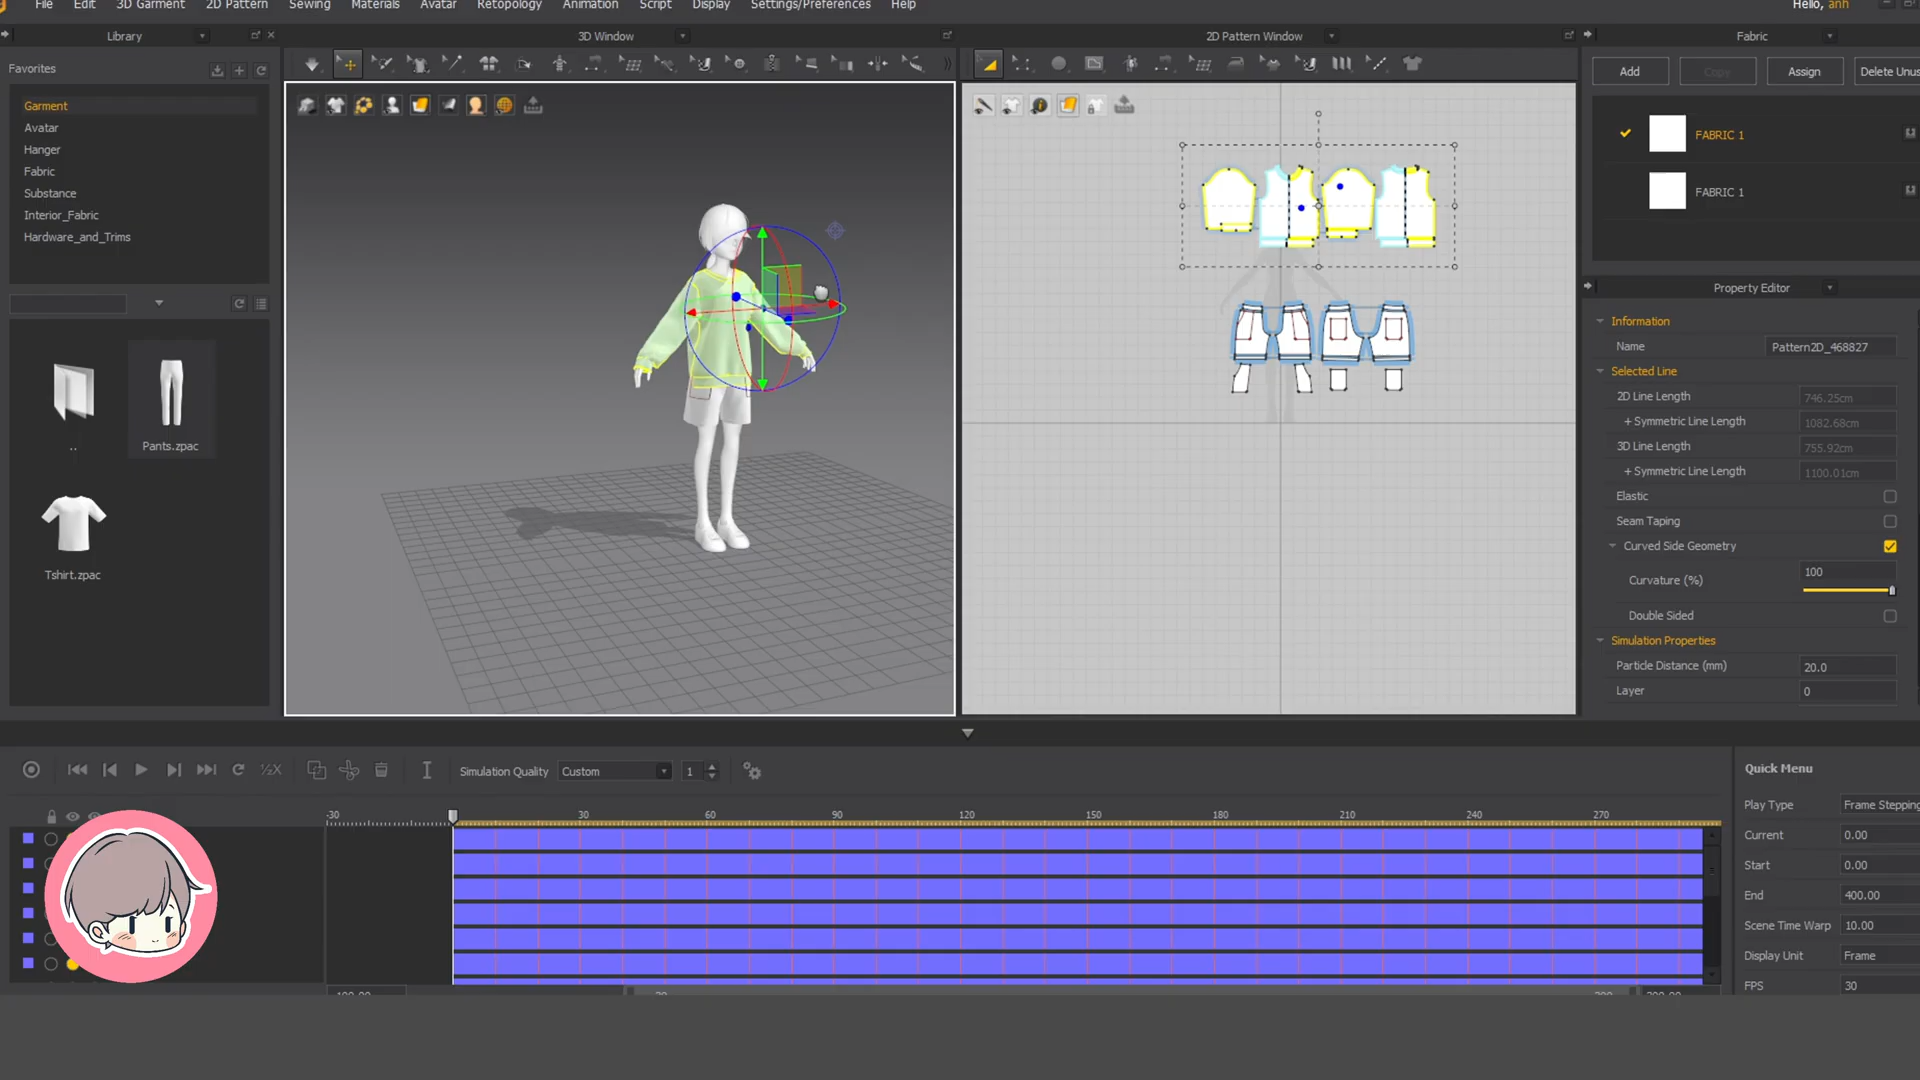 File Edit 3D Garment 2D Pattern Sewing Materials Avatar Retopology Animation Script Display Settings/Preferences Help Hello, anh
Library
3D Window
2D Pattern Window
Fabric
Favorites
Garment
Avatar
Hanger
Fabric
Substance
Interior_Fabric
Hardware_and_Trims
..
Pants.zpac
Tshirt.zpac
Add Copy Assign Delete Unus
FABRIC 1
FABRIC 1
Property Editor
Information
Name Pattern2D_468827
Selected Line
2D Line Length 746.25cm
+ Symmetric Line Length 1082.68cm
3D Line Length 755.92cm
+ Symmetric Line Length 1100.01cm
Elastic
Seam Taping
Curved Side Geometry
Curvature (%) 100
Double Sided
Simulation Properties
Particle Distance (mm) 20.0
Layer 0
½X
Simulation Quality Custom 1
-30 30 60 90 120 150 180 210 240 270
Quick Menu
Play Type Frame Stepping
Current 0.00
Start 0.00
End 400.00
Scene Time Warp 10.00
Display Unit Frame
FPS 30